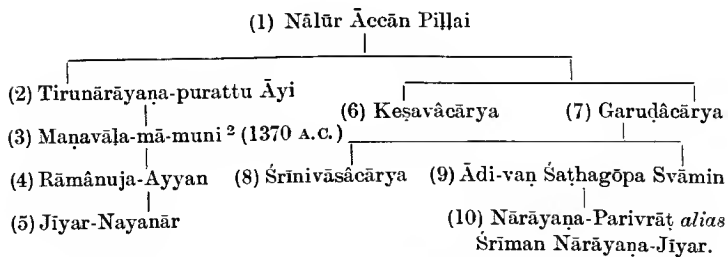 (1) Nālūr Āccān Piḷḷai
(2) Tirunārāyaṇa-purattu Āyi
(6) Keṣavâcārya (7) Garuḍâcārya
(3) Maṇavāḷa-mā-muni ² (1370 A.C.)
(4) Rāmânuja-Ayyan (8) Śrīnivāsâcārya (9) Ādi-vaṇ Śaṭhagōpa Svāmin
(5) Jīyar-Nayanār (10) Nārāyaṇa-Parivrāṭ alias
Śrīman Nārāyaṇa-Jīyar.